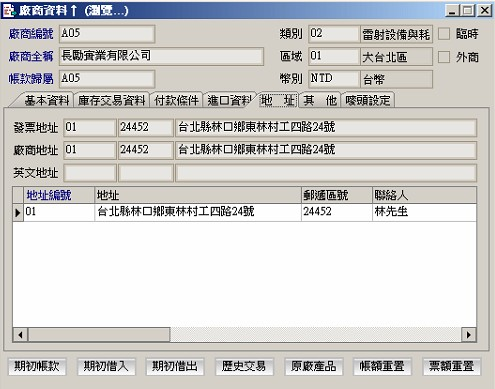 廠商資料↑ (瀏覽...)
廠商編號 A05 類別 02 雷射設備與耗 臨時
廠商全稱 長勵實業有限公司 區域 01 大台北區 外商
帳款歸屬 A05 幣別 NTD 台幣
基本資料 庫存交易資料 付款條件 進口資料 地 址 其 他 嘜頭設定
發票地址 01 24452 台北縣林口鄉東林村工四路24號
廠商地址 01 24452 台北縣林口鄉東林村工四路24號
英文地址
地址編號 地址 郵遞區號 聯絡人
01 台北縣林口鄉東林村工四路24號 24452 林先生
期初帳款 期初借入 期初借出 歷史交易 原廠產品 帳額重置 票額重置